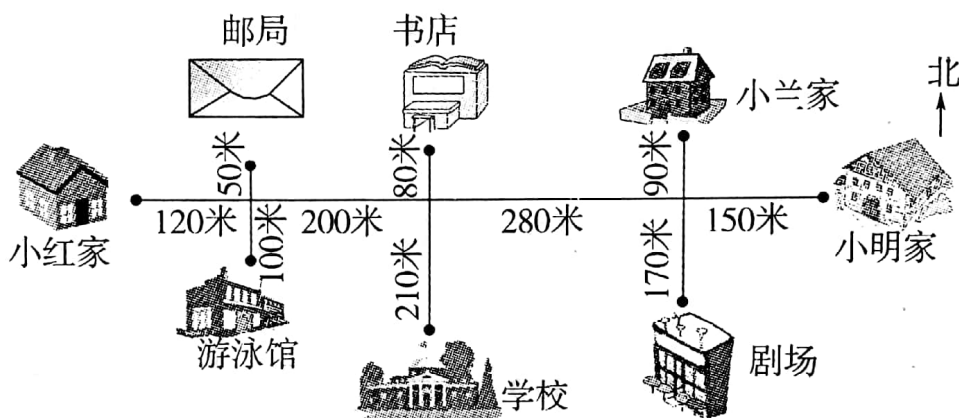 邮局
书店
小兰家
北
50米
80米
90米
120米
200米
280米
150米
小红家
小明家
100米
210米
170米
游泳馆
学校
剧场